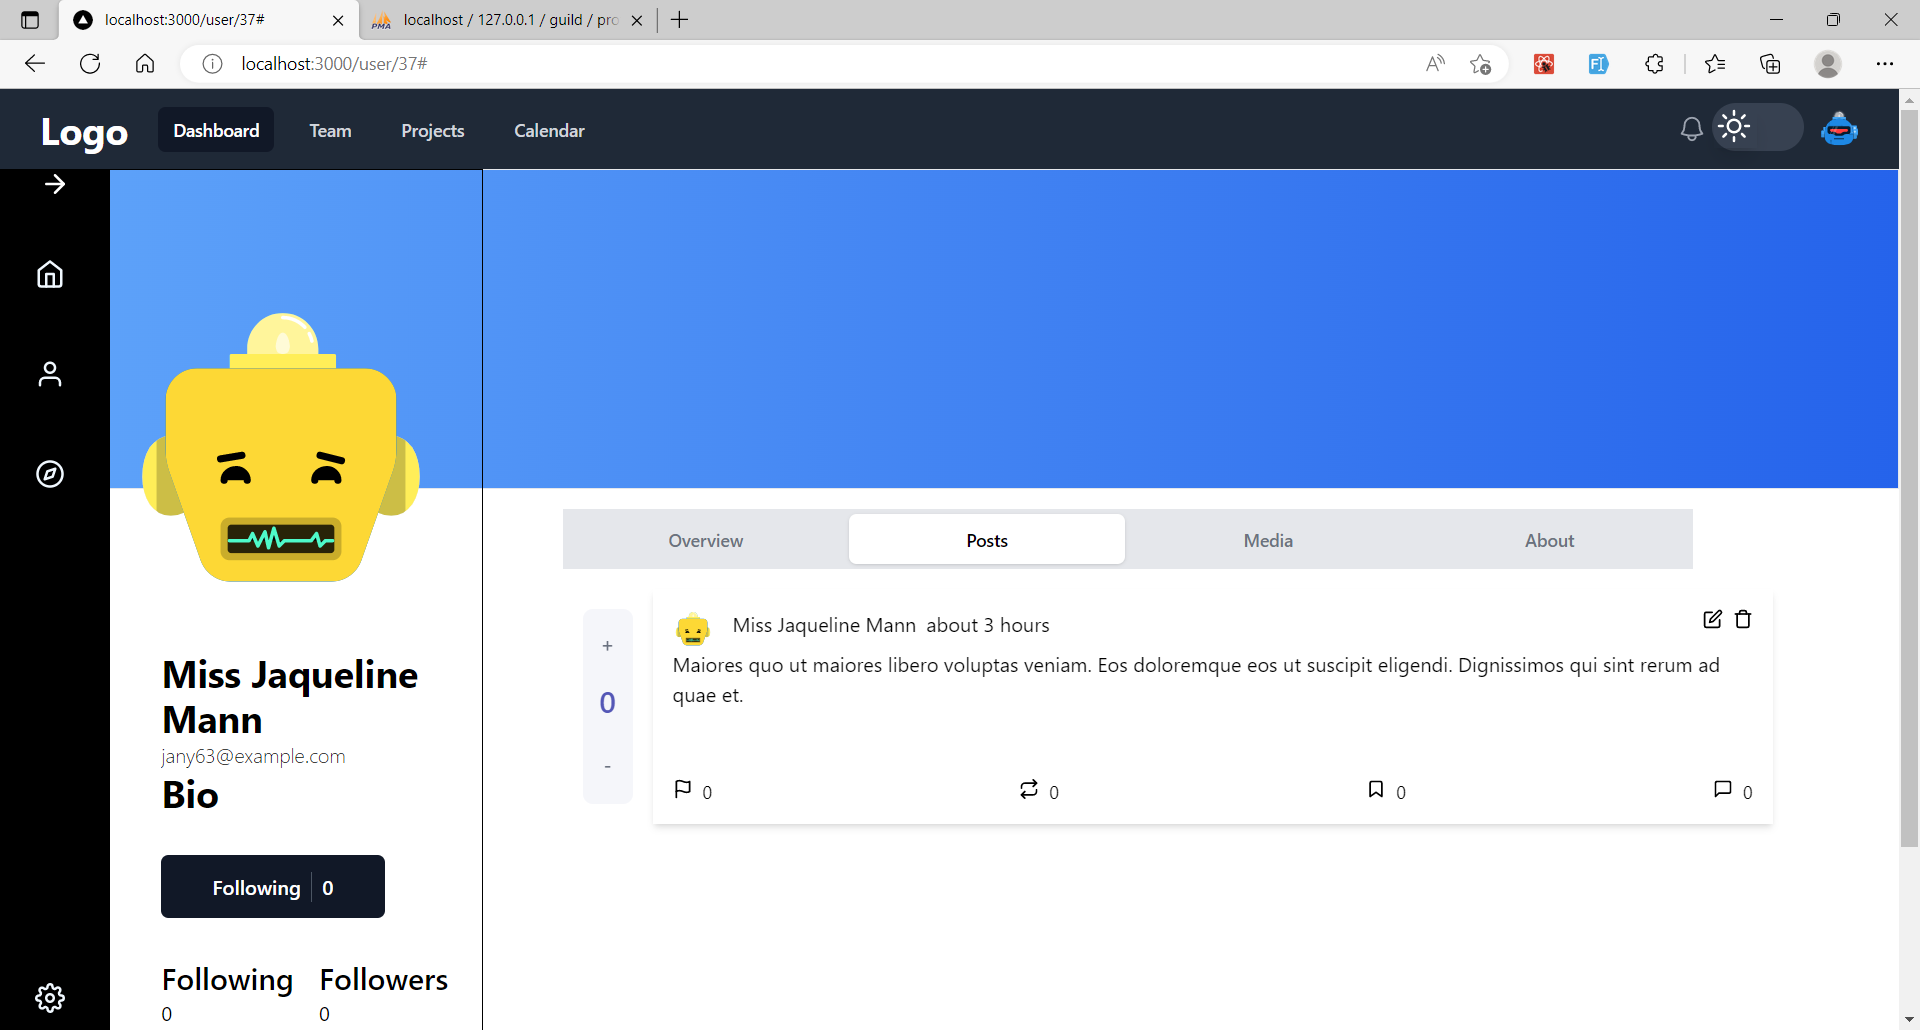 localhost:3000/user/37#
PMA localhost / 127.0.0.1 / guild / pro
localhost:3000/user/37#
Logo
Dashboard
Team
Projects
Calendar
Overview
Posts
Media
About
+
0
-
Miss Jaqueline Mann about 3 hours
Maiores quo ut maiores libero voluptas veniam. Eos doloremque eos ut suscipit eligendi. Dignissimos qui sint rerum ad
quae et.
0
0
0
0
Miss Jaqueline
Mann
jany63@example.com
Bio
Following 0
Following Followers
0 0